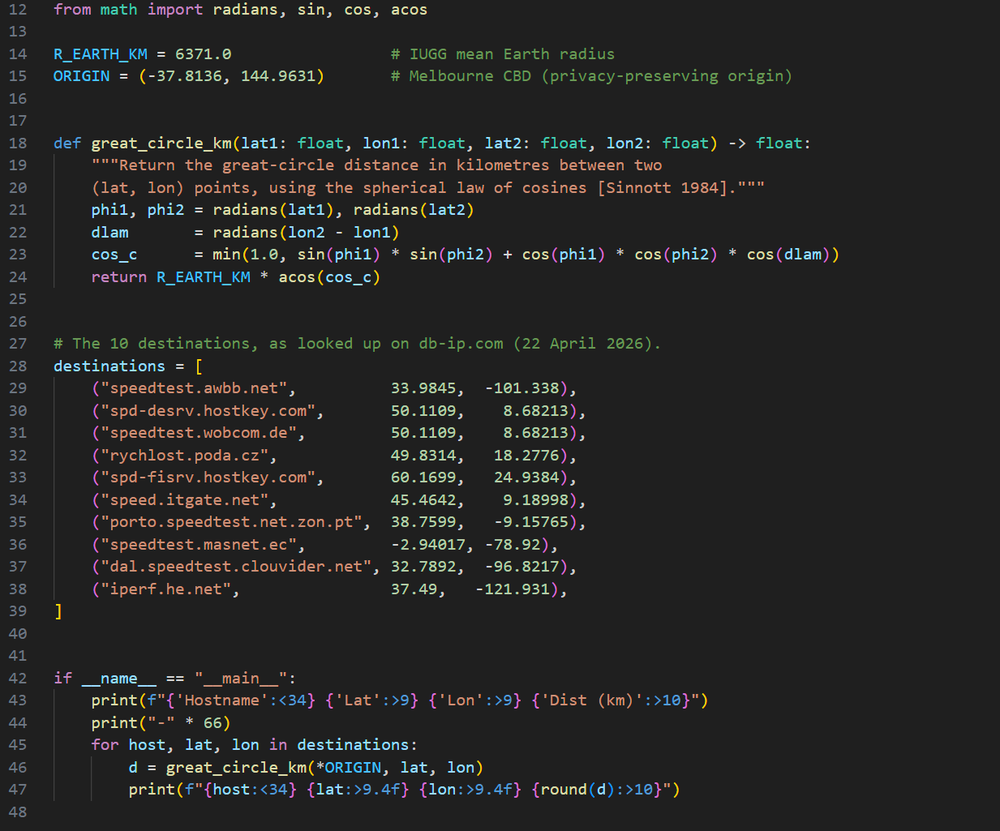 12 from math import radians, sin, cos, acos
13
14 R_EARTH_KM = 6371.0                 # IUGG mean Earth radius
15 ORIGIN = (-37.8136, 144.9631)       # Melbourne CBD (privacy-preserving origin)
16
17
18 def great_circle_km(lat1: float, lon1: float, lat2: float, lon2: float) -> float:
19     """Return the great-circle distance in kilometres between two
20     (lat, lon) points, using the spherical law of cosines [Sinnott 1984]."""
21     phi1, phi2 = radians(lat1), radians(lat2)
22     dlam       = radians(lon2 - lon1)
23     cos_c      = min(1.0, sin(phi1) * sin(phi2) + cos(phi1) * cos(phi2) * cos(dlam))
24     return R_EARTH_KM * acos(cos_c)
25
26
27 # The 10 destinations, as looked up on db-ip.com (22 April 2026).
28 destinations = [
29     ("speedtest.awbb.net",          33.9845,  -101.338),
30     ("spd-desrv.hostkey.com",       50.1109,    8.68213),
31     ("speedtest.wobcom.de",         50.1109,    8.68213),
32     ("rychlost.poda.cz",            49.8314,   18.2776),
33     ("spd-fisrv.hostkey.com",       60.1699,   24.9384),
34     ("speed.itgate.net",            45.4642,    9.18998),
35     ("porto.speedtest.net.zon.pt",  38.7599,   -9.15765),
36     ("speedtest.masnet.ec",         -2.94017, -78.92),
37     ("dal.speedtest.clouvider.net", 32.7892,  -96.8217),
38     ("iperf.he.net",                37.49,   -121.931),
39 ]
40
41
42 if __name__ == "__main__":
43     print(f"{'Hostname':<34} {'Lat':>9} {'Lon':>9} {'Dist (km)':>10}")
44     print("-" * 66)
45     for host, lat, lon in destinations:
46         d = great_circle_km(*ORIGIN, lat, lon)
47         print(f"{host:<34} {lat:>9.4f} {lon:>9.4f} {round(d):>10}")
48